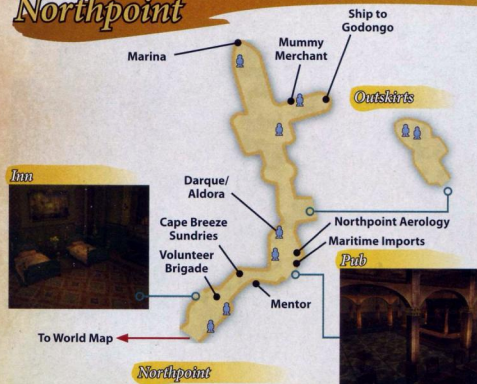 Northpoint
Marina
Mummy
Merchant
Ship to
Godongo
Outskirts
Inn
Darque/
Aldora
Cape Breeze
Sundries
Volunteer
Brigade
Northpoint Aerology
Maritime Imports
Pub
Mentor
To World Map
Northpoint